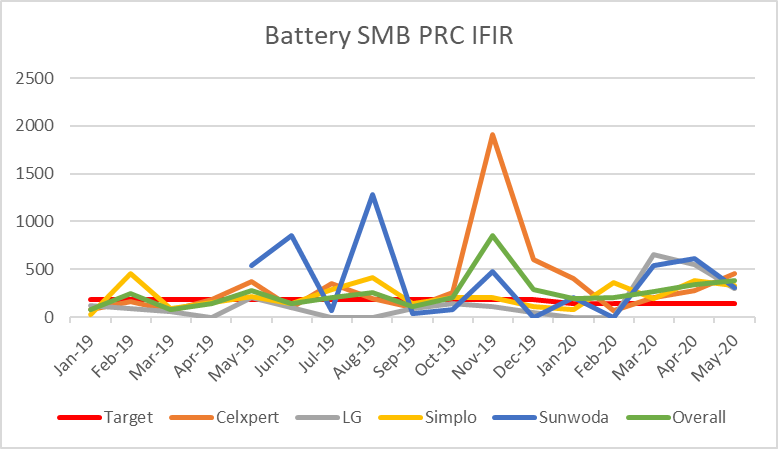 Battery SMB PRC IFIR
2500
2000
1500
1000
500
0
Jan-19 Feb-19 Mar-19 Apr-19 May-19 Jun-19 Jul-19 Aug-19 Sep-19 Oct-19 Nov-19 Dec-19 Jan-20 Feb-20 Mar-20 Apr-20 May-20
Target Celxpert LG Simplo Sunwoda Overall